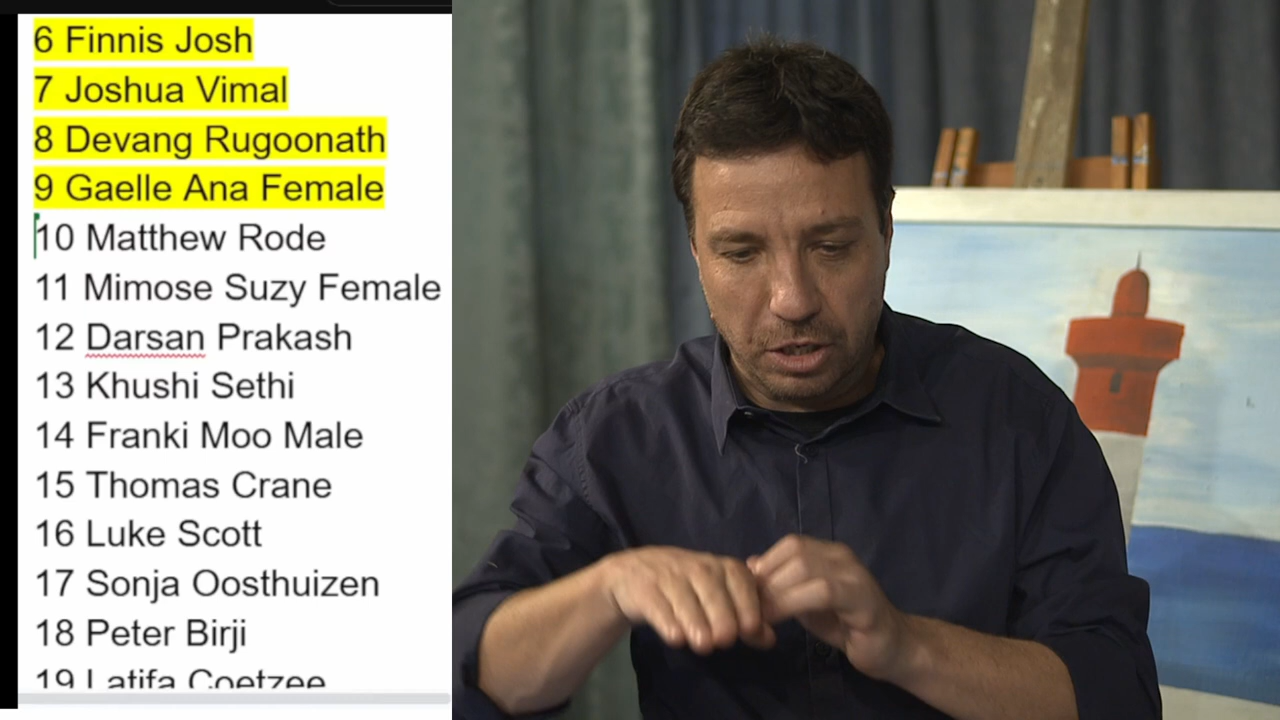 6 Finnis Josh
7 Joshua Vimal
8 Devang Rugoonath
9 Gaelle Ana Female
10 Matthew Rode
11 Mimose Suzy Female
12 Darsan Prakash
13 Khushi Sethi
14 Franki Moo Male
15 Thomas Crane
16 Luke Scott
17 Sonja Oosthuizen
18 Peter Birji
19 Latifa Coetzee